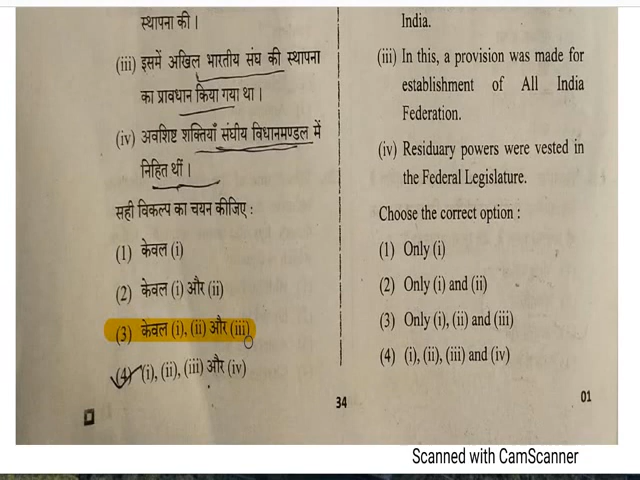 स्थापना की।
(iii) इसमें अखिल भारतीय संघ की स्थापना
का प्रावधान किया गया था।
(iv) अवशिष्ट शक्तियाँ संघीय विधानमण्डल में
निहित थीं।
सही विकल्प का चयन कीजिए :
(1) केवल (i)
(2) केवल (i) और (ii)
(3) केवल (i), (ii) और (iii)
(4) (i), (ii), (iii) और (iv)
India.
(iii) In this, a provision was made for
establishment of All India
Federation.
(iv) Residuary powers were vested in
the Federal Legislature.
Choose the correct option :
(1) Only (i)
(2) Only (i) and (ii)
(3) Only (i), (ii) and (iii)
(4) (i), (ii), (iii) and (iv)
34
01
Scanned with CamScanner